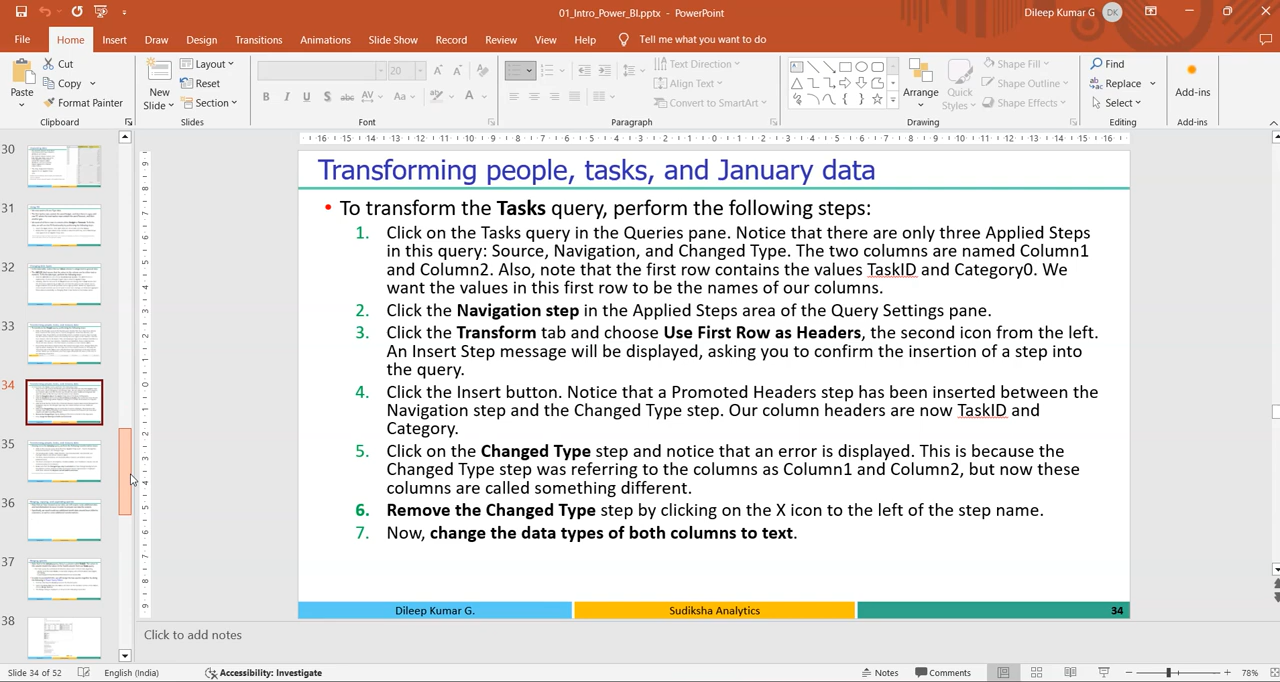 01_Intro_Power_BI.pptx - PowerPoint
Dileep Kumar G DK
File Home Insert Draw Design Transitions Animations Slide Show Record Review View Help Tell me what you want to do
Paste Cut Copy Format Painter
Clipboard
New Slide Layout Reset Section
Slides
20
Font
Text Direction Align Text Convert to SmartArt
Paragraph
Arrange Quick Styles Shape Fill Shape Outline Shape Effects
Drawing
Find Replace Select
Editing
Add-ins
Add-ins
30
31
32
33
34
35
36
37
38
Transforming people, tasks, and January data
• To transform the Tasks query, perform the following steps:
1. Click on the Tasks query in the Queries pane. Notice that there are only three Applied Steps
in this query: Source, Navigation, and Changed Type. The two columns are named Column1
and Column2. Also, note that the first row contains the values TaskID and Category0. We
want the values in this first row to be the names of our columns.
2. Click the Navigation step in the Applied Steps area of the Query Settings pane.
3. Click the Transform tab and choose Use First Row as Headers, the second icon from the left.
An Insert Step message will be displayed, asking you to confirm the insertion of a step into
the query.
4. Click the Insert button. Notice that a Promoted Headers step has been inserted between the
Navigation step and the Changed Type step. Our column headers are now TaskID and
Category.
5. Click on the Changed Type step and notice that an error is displayed. This is because the
Changed Type step was referring to the columns as Column1 and Column2, but now these
columns are called something different.
6. Remove the Changed Type step by clicking on the X icon to the left of the step name.
7. Now, change the data types of both columns to text.
Dileep Kumar G. Sudiksha Analytics 34
Click to add notes
Slide 34 of 52 English (India) Accessibility: Investigate Notes Comments 78%